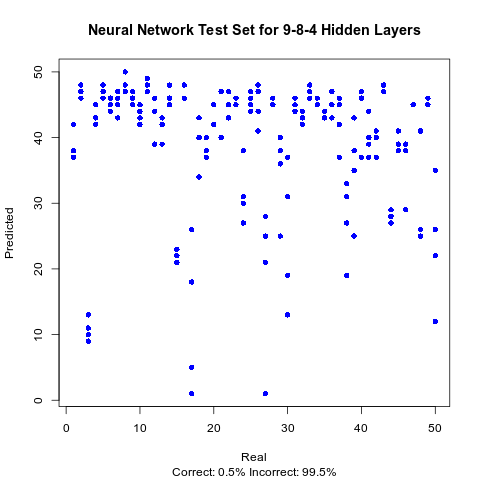 Neural Network Test Set for 9-8-4 Hidden Layers
50
40
30
20
10
0
Predicted
0 10 20 30 40 50
Real
Correct: 0.5% Incorrect: 99.5%